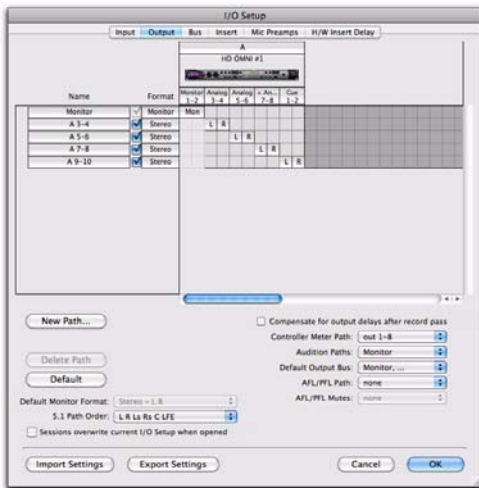 I/O Setup
Input Output Bus Insert Mic Preamps H/W Insert Delay
A
HD OMNI #1
Name Format Monitor 1-2 Analog 3-4 Analog 5-6 + An... 7-8 Cue 1-2
Monitor Monitor Mon
A 3-4 Stereo L R
A 5-6 Stereo L R
A 7-8 Stereo L R
A 9-10 Stereo L R
New Path...
Compensate for output delays after record pass
Controller Meter Path: out 1-8
Delete Path
Audition Paths: Monitor
Default
Default Output Bus: Monitor, ...
AFL/PFL Path: none
Default Monitor Format: Stereo - L R
AFL/PFL Mutes: none
5.1 Path Order: L R Ls Rs C LFE
Sessions overwrite current I/O Setup when opened
Import Settings Export Settings Cancel OK